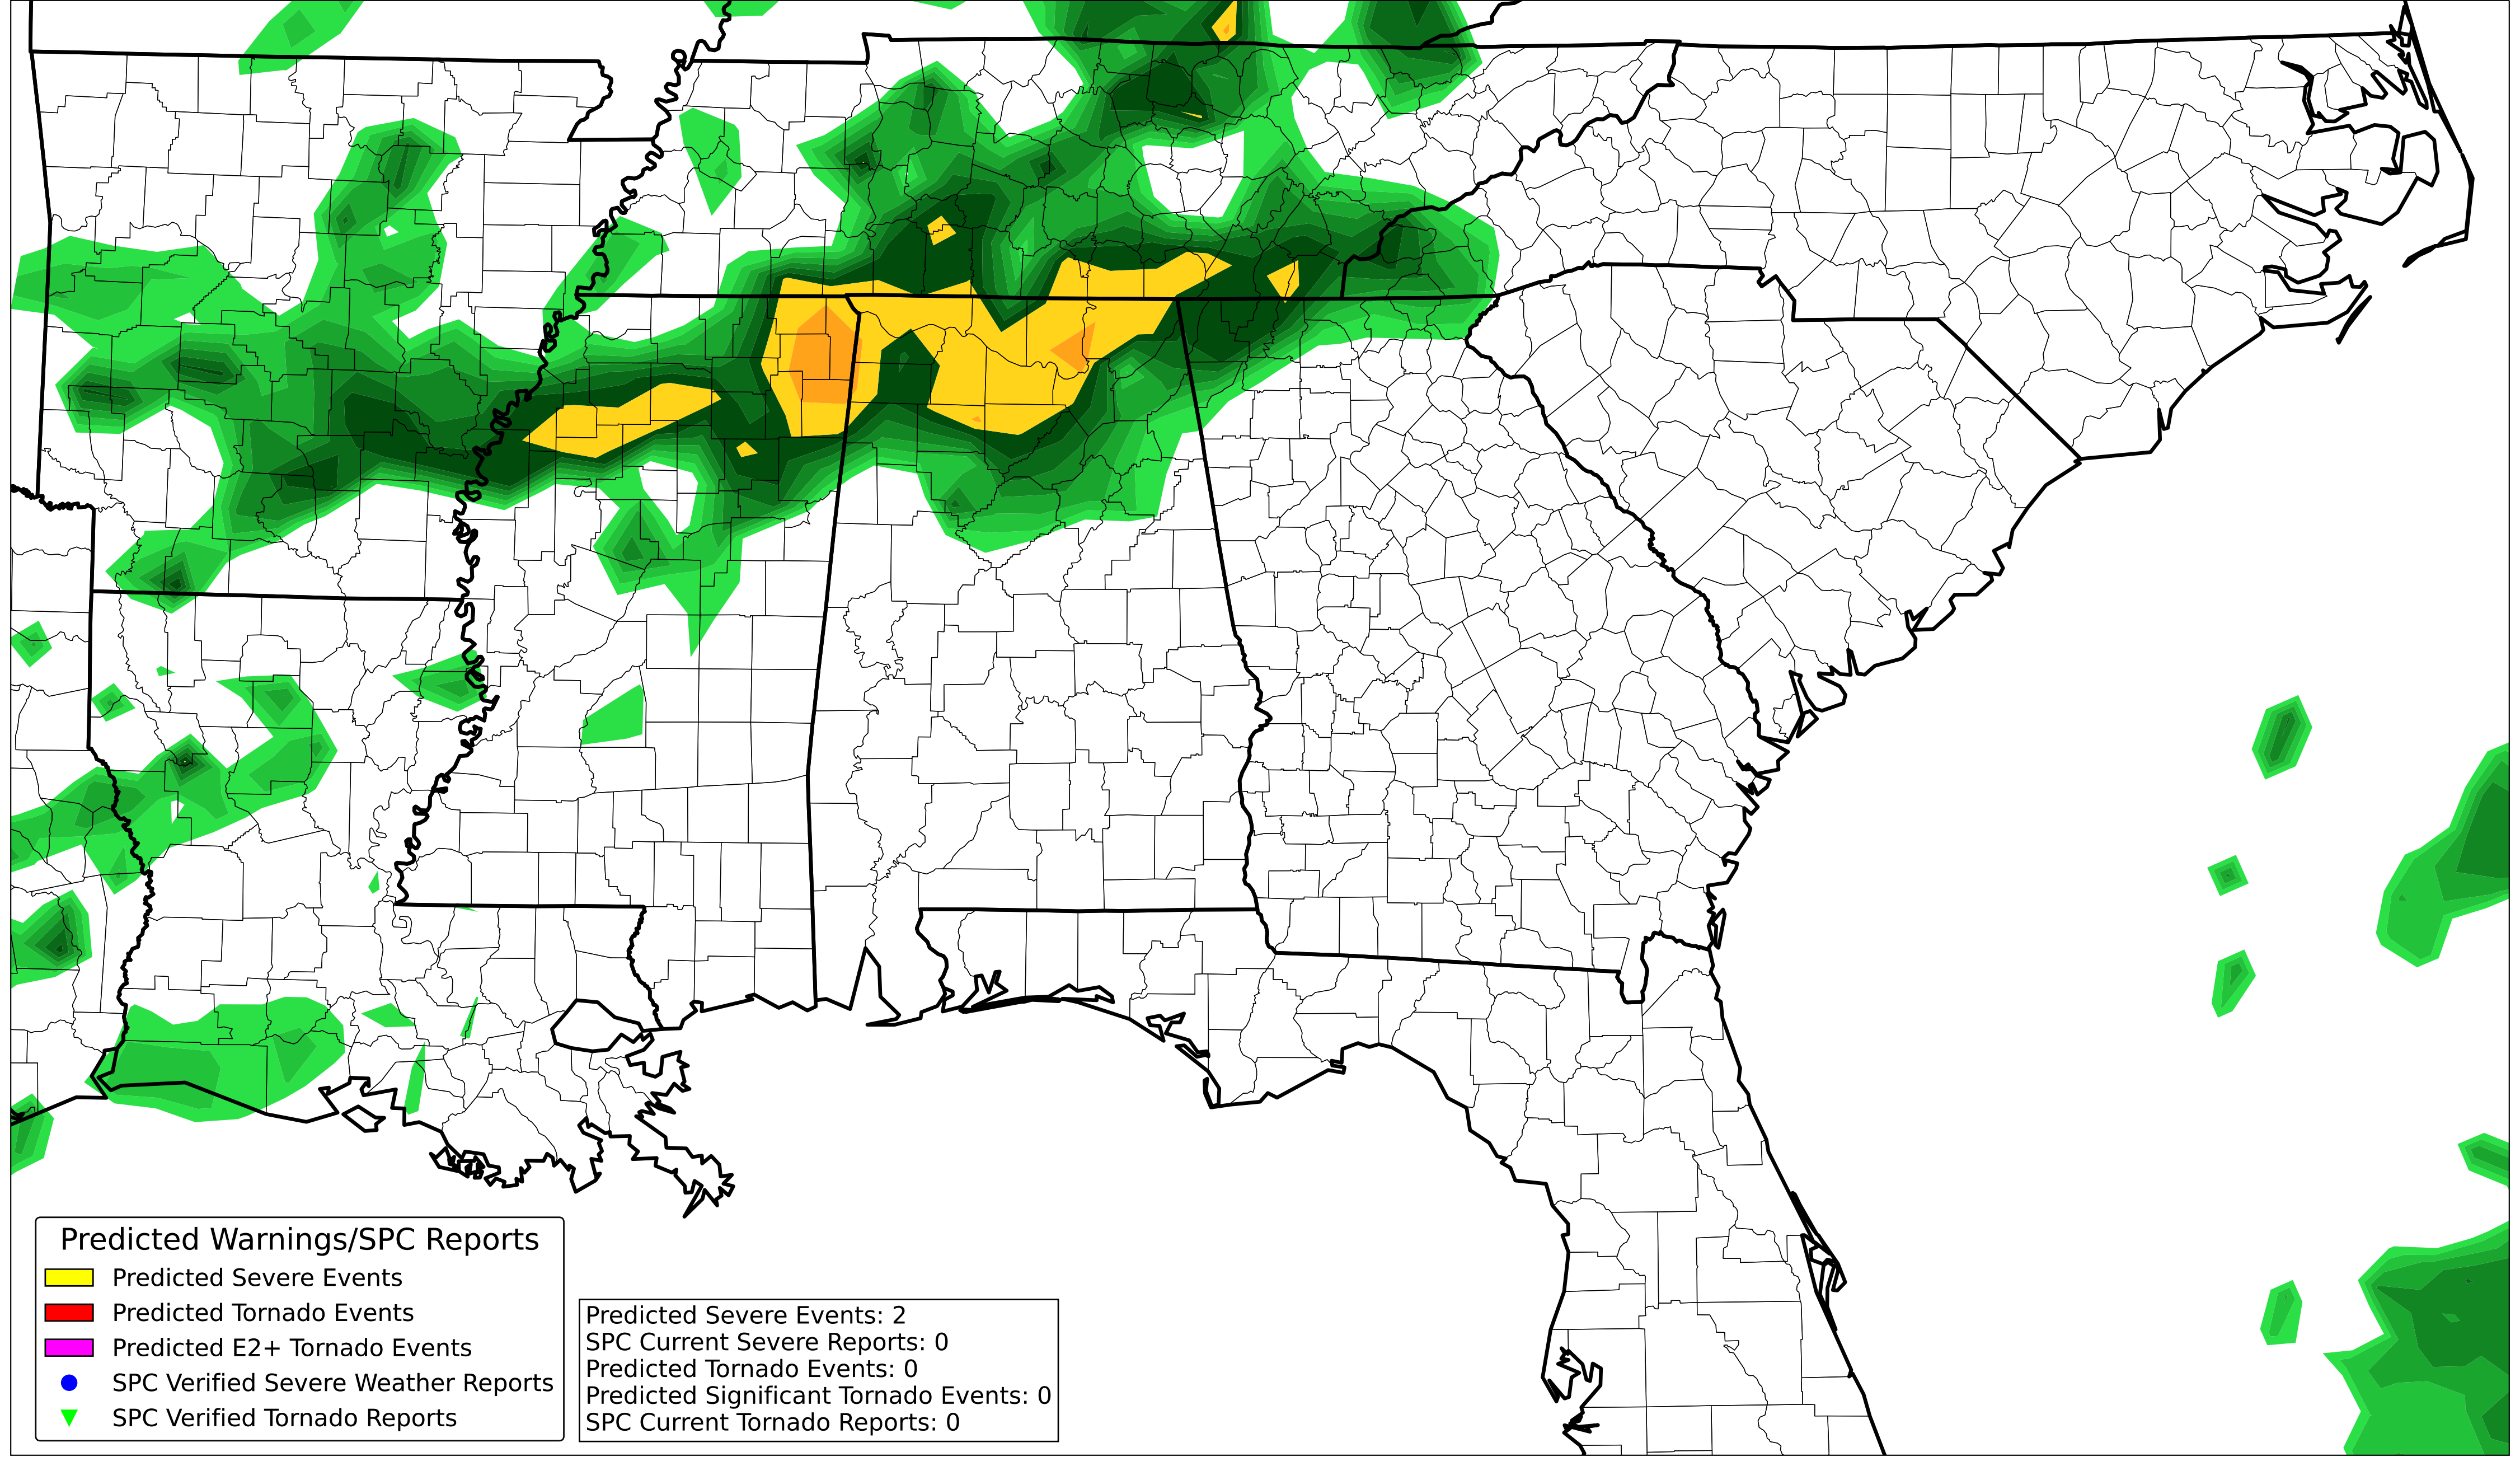 Predicted Warnings/SPC Reports
Predicted Severe Events
Predicted Tornado Events
Predicted E2+ Tornado Events
SPC Verified Severe Weather Reports
SPC Verified Tornado Reports
Predicted Severe Events: 2
SPC Current Severe Reports: 0
Predicted Tornado Events: 0
Predicted Significant Tornado Events: 0
SPC Current Tornado Reports: 0